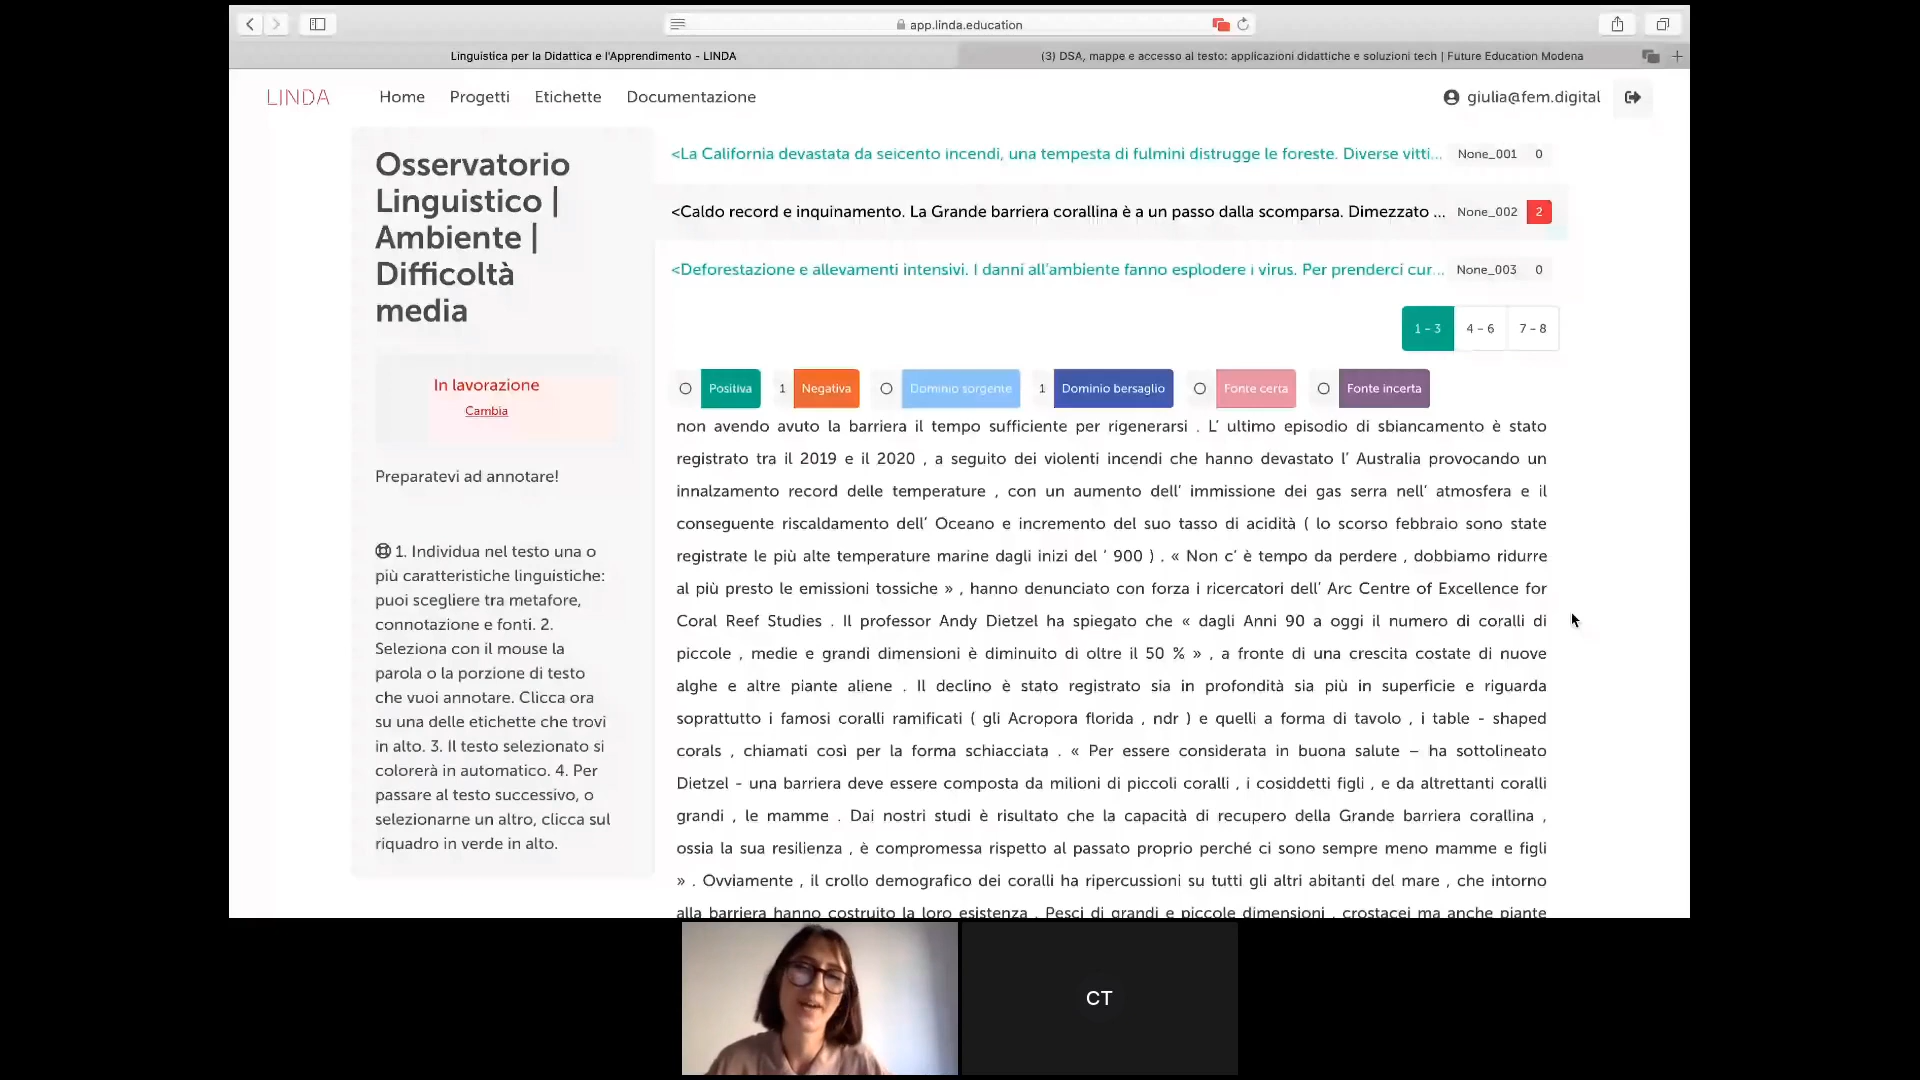 app.linda.education
Linguistica per la Didattica e l'Apprendimento - LINDA
(3) DSA, mappe e accesso al testo: applicazioni didattiche e soluzioni tech | Future Education Modena
LINDA
Home
Progetti
Etichette
Documentazione
giulia@fem.digital
Osservatorio
Linguistico |
Ambiente |
Difficoltà
media
In lavorazione
Cambia
Preparatevi ad annotare!
1. Individua nel testo una o
più caratteristiche linguistiche:
puoi scegliere tra metafore,
connotazione e fonti. 2.
Seleziona con il mouse la
parola o la porzione di testo
che vuoi annotare. Clicca ora
su una delle etichette che trovi
in alto. 3. Il testo selezionato si
colorerà in automatico. 4. Per
passare al testo successivo, o
selezionarne un altro, clicca sul
riquadro in verde in alto.
<La California devastata da seicento incendi, una tempesta di fulmini distrugge le foreste. Diverse vitti... None_001 0
<Caldo record e inquinamento. La Grande barriera corallina è a un passo dalla scomparsa. Dimezzato ... None_002 2
<Deforestazione e allevamenti intensivi. I danni all'ambiente fanno esplodere i virus. Per prenderci cur... None_003 0
1 – 3
4 – 6
7 – 8
Positiva
1 Negativa
Dominio sorgente
1 Dominio bersaglio
Fonte certa
Fonte incerta
non avendo avuto la barriera il tempo sufficiente per rigenerarsi . L' ultimo episodio di sbiancamento è stato
registrato tra il 2019 e il 2020 , a seguito dei violenti incendi che hanno devastato l' Australia provocando un
innalzamento record delle temperature , con un aumento dell' immissione dei gas serra nell' atmosfera e il
conseguente riscaldamento dell' Oceano e incremento del suo tasso di acidità ( lo scorso febbraio sono state
registrate le più alte temperature marine dagli inizi del ' 900 ) . « Non c' è tempo da perdere , dobbiamo ridurre
al più presto le emissioni tossiche » , hanno denunciato con forza i ricercatori dell' Arc Centre of Excellence for
Coral Reef Studies . Il professor Andy Dietzel ha spiegato che « dagli Anni 90 a oggi il numero di coralli di
piccole , medie e grandi dimensioni è diminuito di oltre il 50 % » , a fronte di una crescita costate di nuove
alghe e altre piante aliene . Il declino è stato registrato sia in profondità sia più in superficie e riguarda
soprattutto i famosi coralli ramificati ( gli Acropora florida , ndr ) e quelli a forma di tavolo , i table - shaped
corals , chiamati così per la forma schiacciata . « Per essere considerata in buona salute – ha sottolineato
Dietzel - una barriera deve essere composta da milioni di piccoli coralli , i cosiddetti figli , e da altrettanti coralli
grandi , le mamme . Dai nostri studi è risultato che la capacità di recupero della Grande barriera corallina ,
ossia la sua resilienza , è compromessa rispetto al passato proprio perché ci sono sempre meno mamme e figli
» . Ovviamente , il crollo demografico dei coralli ha ripercussioni su tutti gli altri abitanti del mare , che intorno
alla barriera hanno costruito la loro esistenza . Pesci di grandi e piccole dimensioni , crostacei ma anche piante
CT